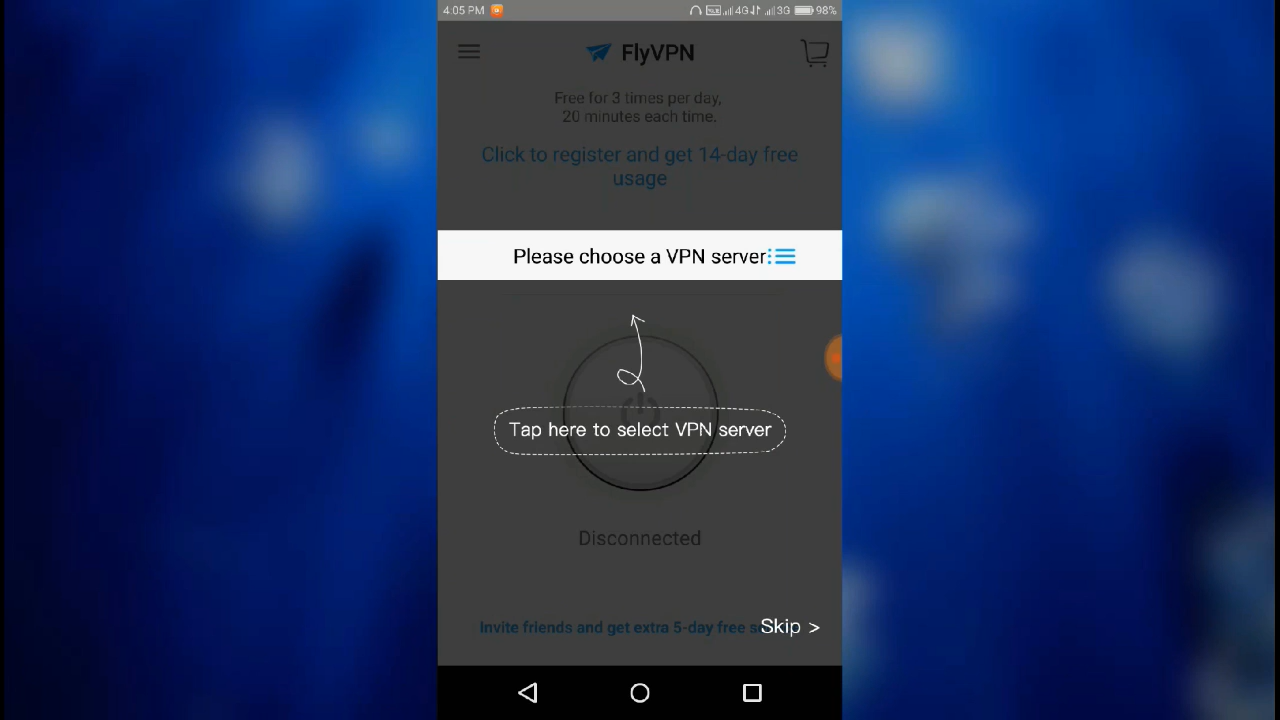 4:05 PM VoLTE 4G 3G 98%
FlyVPN
Free for 3 times per day,
20 minutes each time.
Click to register and get 14-day free
usage
Please choose a VPN server
Tap here to select VPN server
Disconnected
Invite friends and get extra 5-day free
Skip >